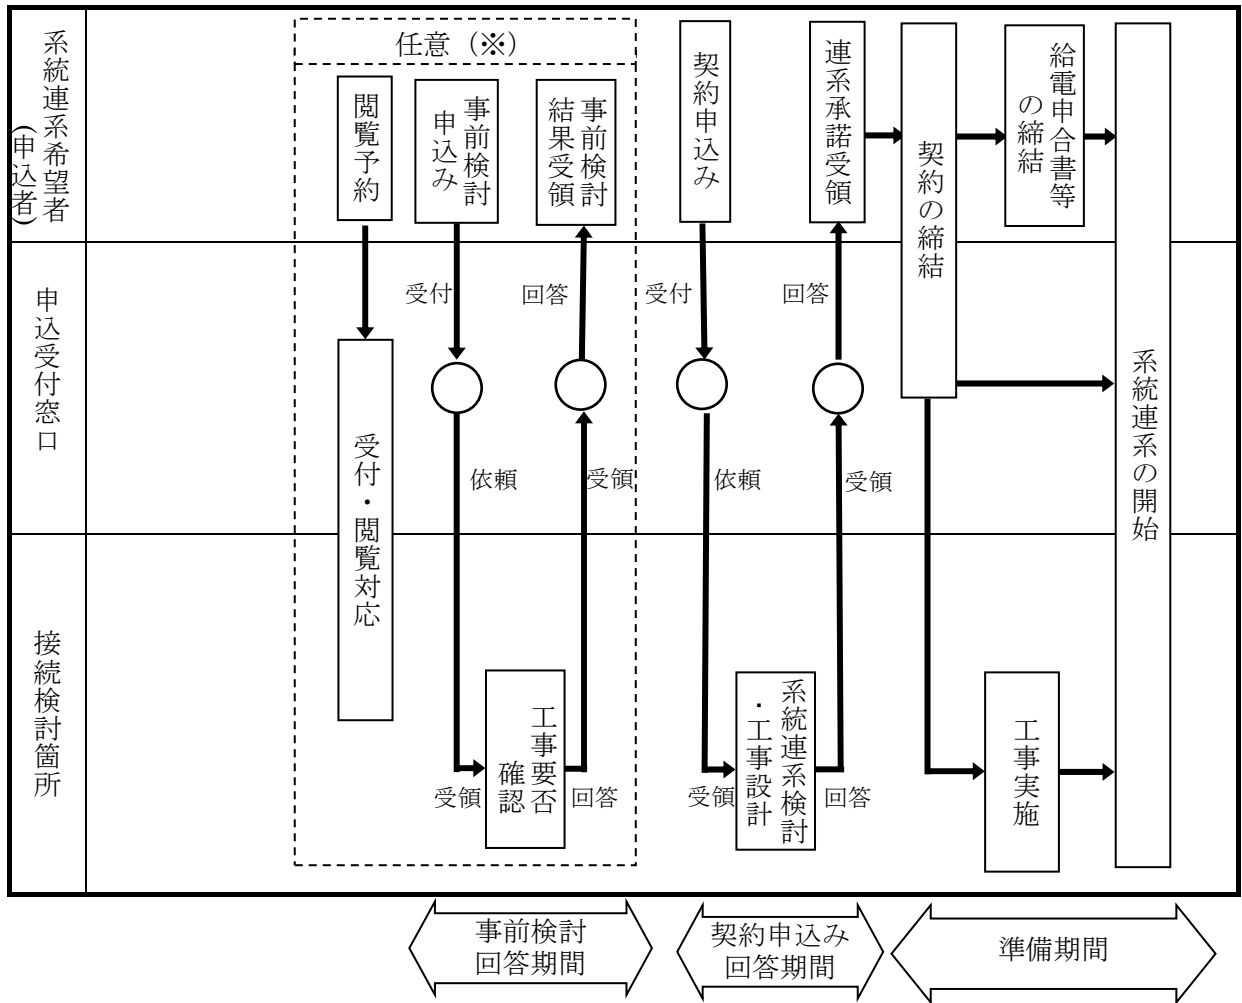 系統連系希望者
(申込者)
任意（※）
閲覧予約
事前検討
申込み
事前検討
結果受領
契約申込み
連系承諾受領
契約の締結
給電申合書等
の締結
系統連系の開始
申込受付窓口
受付
回答
受付
回答
受付・閲覧対応
依頼
受領
依頼
受領
接続検討箇所
工事要否
確認
受領
回答
系統連系検討
・工事設計
受領
回答
工事実施
事前検討
回答期間
契約申込み
回答期間
準備期間